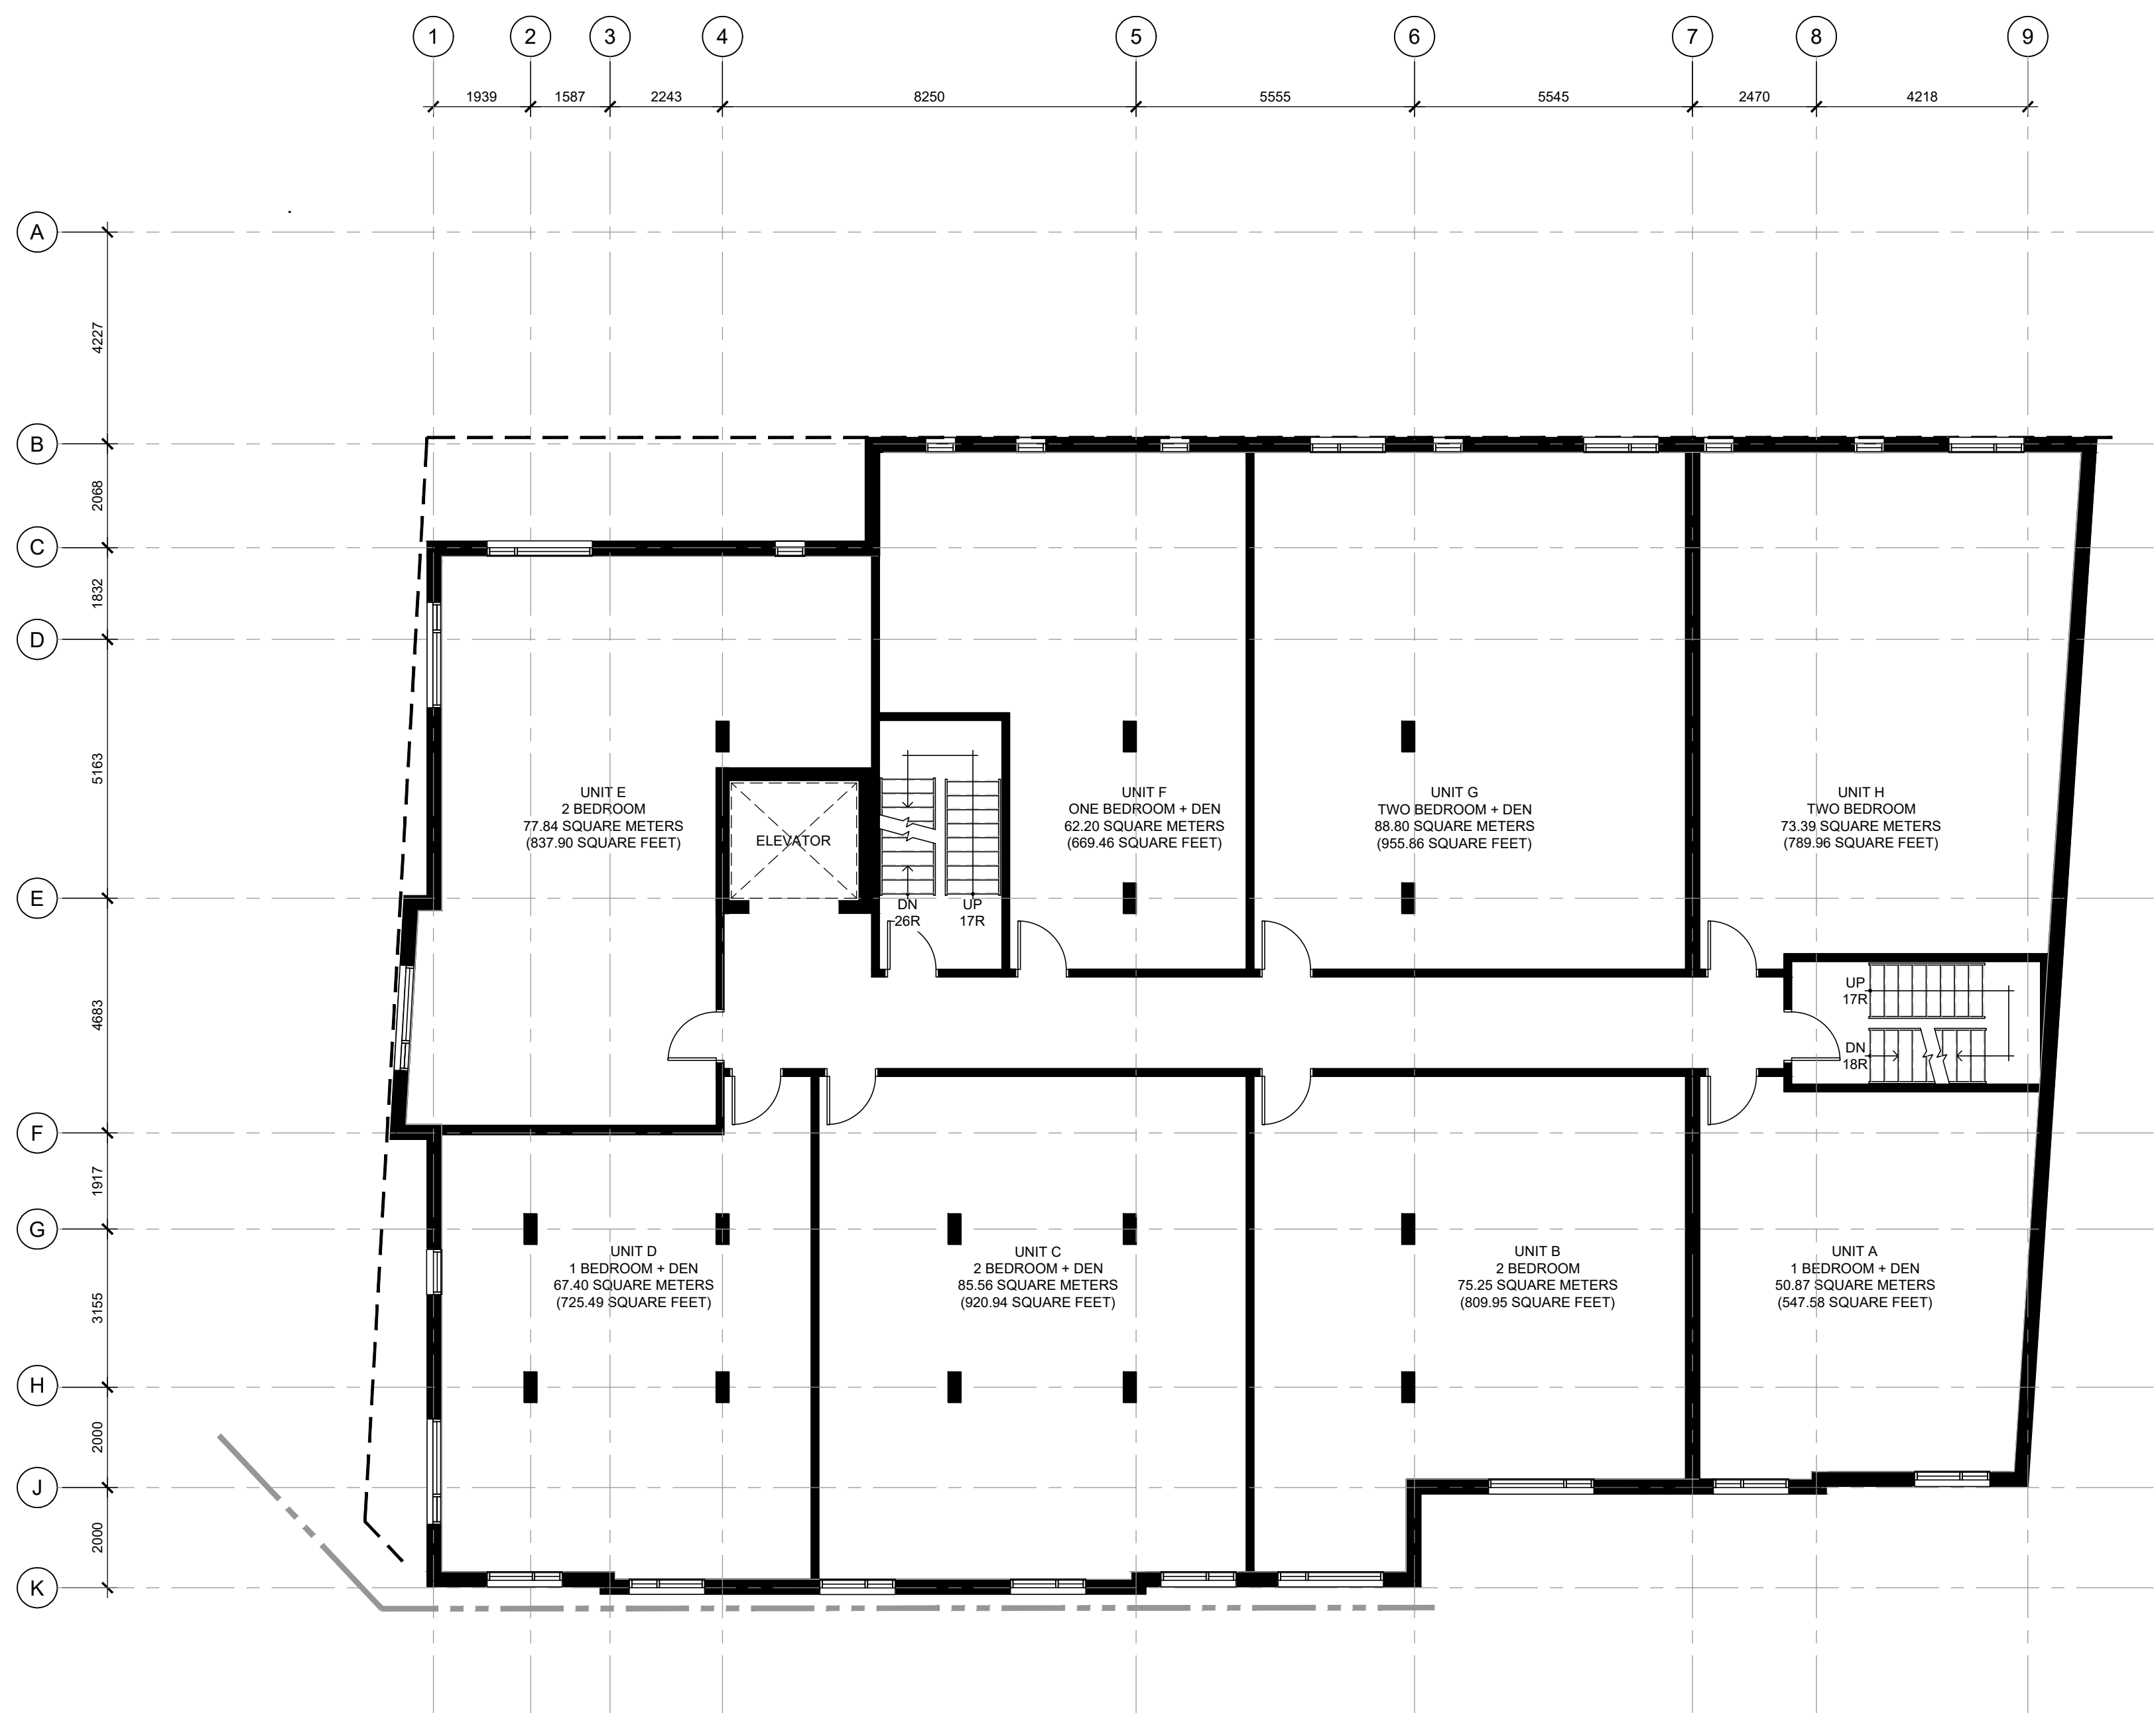 1 2 3 4 5 6 7 8 9
1939 1587 2243 8250 5555 5545 2470 4218
A
4227
B
2068
C
1832
D
5163
E
4683
F
1917
G
3155
H
2000
J
2000
K
UNIT E
2 BEDROOM
77.84 SQUARE METERS
(837.90 SQUARE FEET)
ELEVATOR
DN
26R
UP
17R
UNIT F
ONE BEDROOM + DEN
62.20 SQUARE METERS
(669.46 SQUARE FEET)
UNIT G
TWO BEDROOM + DEN
88.80 SQUARE METERS
(955.86 SQUARE FEET)
UNIT H
TWO BEDROOM
73.39 SQUARE METERS
(789.96 SQUARE FEET)
UP
17R
DN
18R
UNIT D
1 BEDROOM + DEN
67.40 SQUARE METERS
(725.49 SQUARE FEET)
UNIT C
2 BEDROOM + DEN
85.56 SQUARE METERS
(920.94 SQUARE FEET)
UNIT B
2 BEDROOM
75.25 SQUARE METERS
(809.95 SQUARE FEET)
UNIT A
1 BEDROOM + DEN
50.87 SQUARE METERS
(547.58 SQUARE FEET)